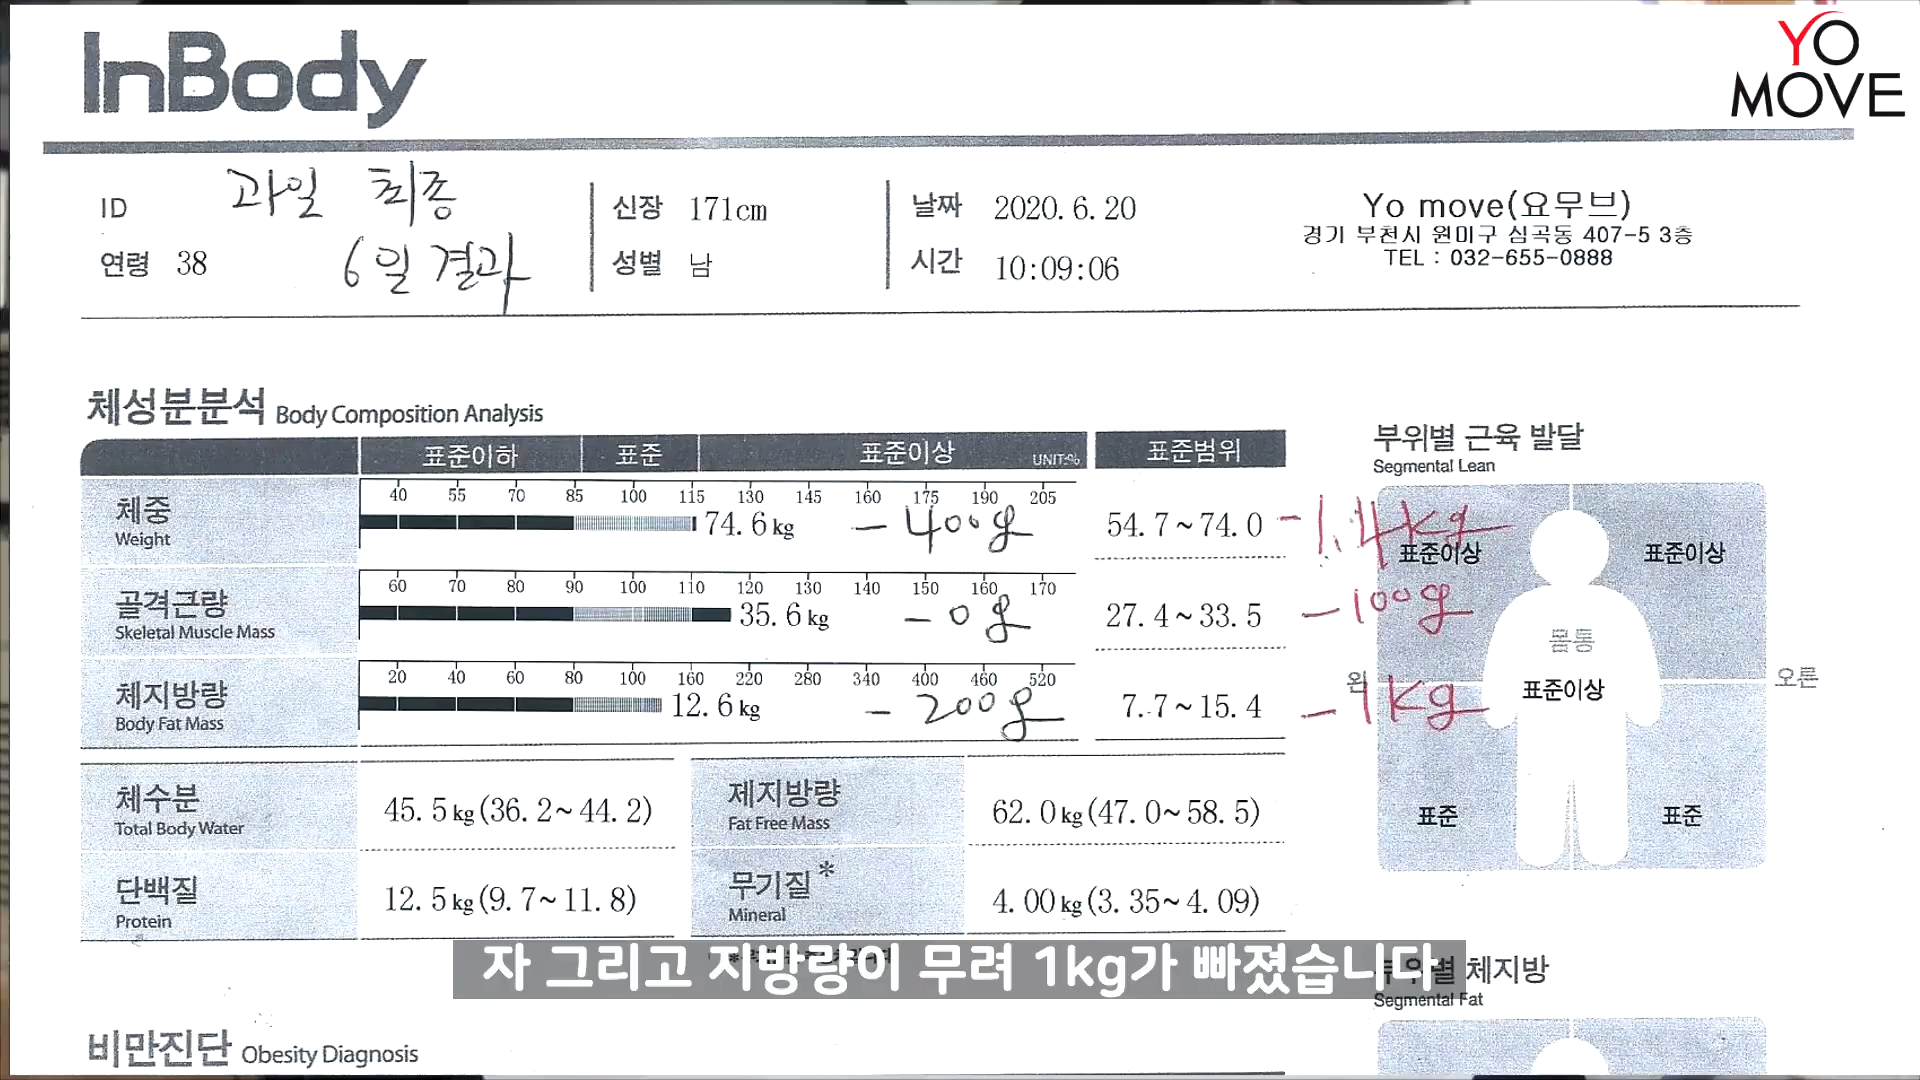 InBody
YO
MOVE
ID 과일 최종
연령 38 6일 결과
신장 171cm
성별 남
날짜 2020.6.20
시간 10:09:06
Yo move(요무브)
경기 부천시 원미구 심곡동 407-5 3층
TEL : 032-655-0888
체성분분석 Body Composition Analysis
표준이하 표준 표준이상 UNIT:% 표준범위
체중
Weight
40 55 70 85 100 115 130 145 160 175 190 205
74.6 kg -400g 54.7~74.0 -1.4kg
골격근량
Skeletal Muscle Mass
60 70 80 90 100 110 120 130 140 150 160 170
35.6 kg -0g 27.4~33.5 -100g
체지방량
Body Fat Mass
20 40 60 80 100 160 220 280 340 400 460 520
12.6 kg -200g 7.7~15.4 -1kg
체수분
Total Body Water
45.5 kg (36.2~44.2)
제지방량
Fat Free Mass
62.0 kg (47.0~58.5)
단백질
Protein
12.5 kg (9.7~11.8)
무기질*
Mineral
4.00 kg (3.35~4.09)
부위별 근육 발달
Segmental Lean
표준이상 표준이상
몸통
왼 표준이상 오른
표준 표준
자 그리고 지방량이 무려 1kg가 빠졌습니다
부위별 체지방
Segmental Fat
비만진단 Obesity Diagnosis